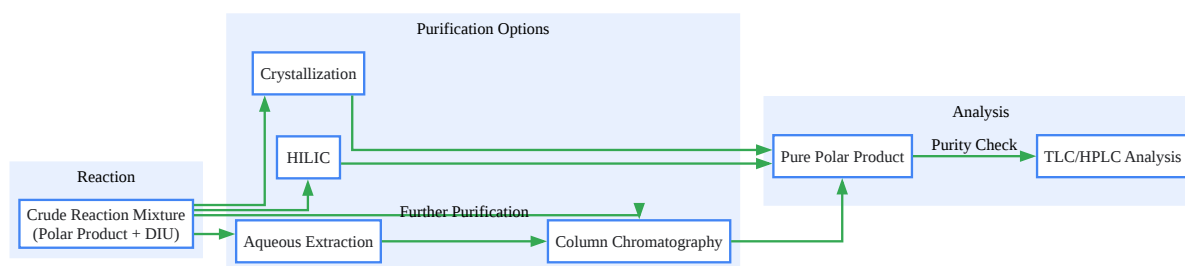 Purification Options
Crystallization
Analysis
HILIC
Pure Polar Product
Purity Check
TLC/HPLC Analysis
Reaction
Crude Reaction Mixture
(Polar Product + DIU)
Further Purification
Aqueous Extraction
Column Chromatography